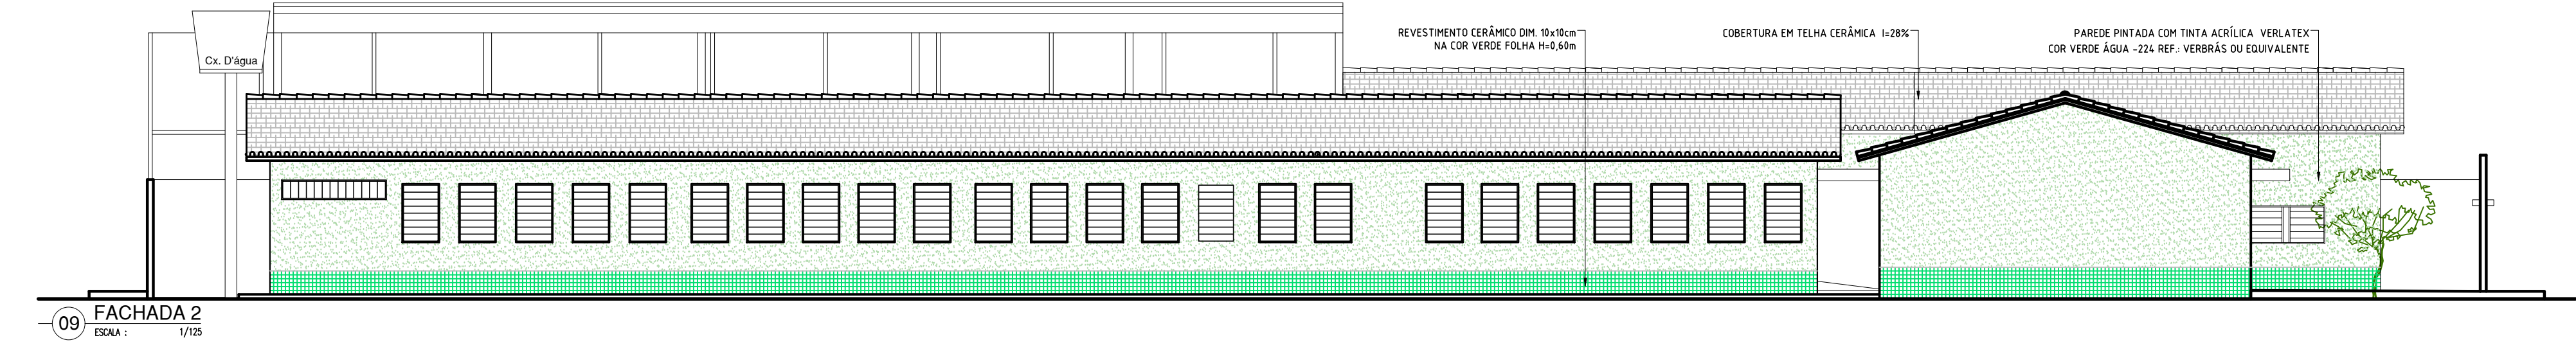 Cx. D'água
REVESTIMENTO CERÂMICO DIM. 10x10cm
NA COR VERDE FOLHA H=0,60m
COBERTURA EM TELHA CERÂMICA I=28%
PAREDE PINTADA COM TINTA ACRÍLICA VERLATEX
COR VERDE ÁGUA -224 REF.: VERBRÁS OU EQUIVALENTE
09 FACHADA 2
ESCALA : 1/125